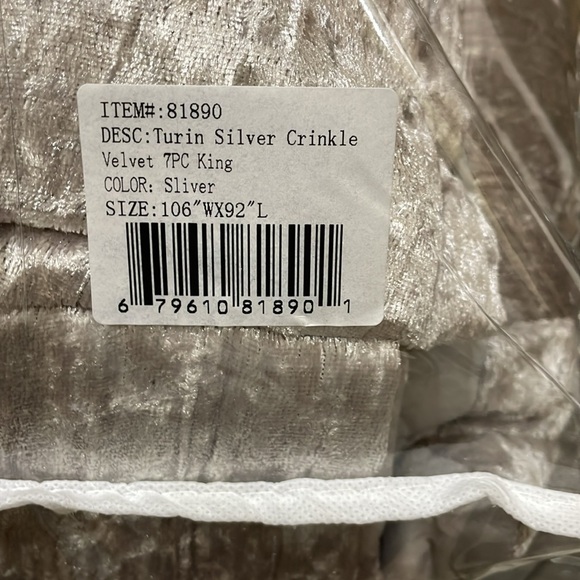 ITEM#:81890
DESC:Turin Silver Crinkle
Velvet 7PC King
COLOR: Sliver
SIZE:106"WX92"L
6 79610 81890 1